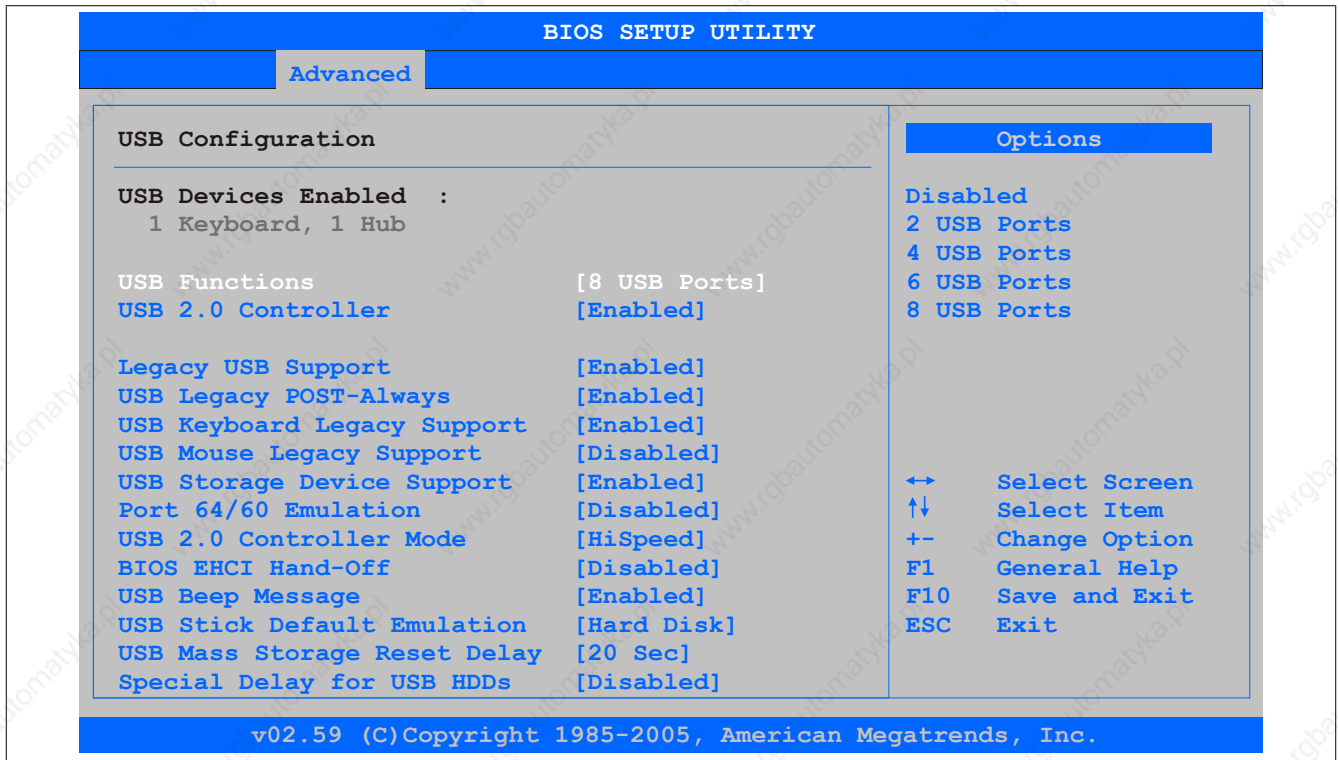 BIOS SETUP UTILITY
Advanced
USB Configuration
USB Devices Enabled :
1 Keyboard, 1 Hub
USB Functions [8 USB Ports]
USB 2.0 Controller [Enabled]
Legacy USB Support [Enabled]
USB Legacy POST-Always [Enabled]
USB Keyboard Legacy Support [Enabled]
USB Mouse Legacy Support [Disabled]
USB Storage Device Support [Enabled]
Port 64/60 Emulation [Disabled]
USB 2.0 Controller Mode [HiSpeed]
BIOS EHCI Hand-Off [Disabled]
USB Beep Message [Enabled]
USB Stick Default Emulation [Hard Disk]
USB Mass Storage Reset Delay [20 Sec]
Special Delay for USB HDDs [Disabled]
Options
Disabled
2 USB Ports
4 USB Ports
6 USB Ports
8 USB Ports
↔ Select Screen
↑↓ Select Item
+- Change Option
F1 General Help
F10 Save and Exit
ESC Exit
v02.59 (C)Copyright 1985-2005, American Megatrends, Inc.
www.rgbautomatyka.pl